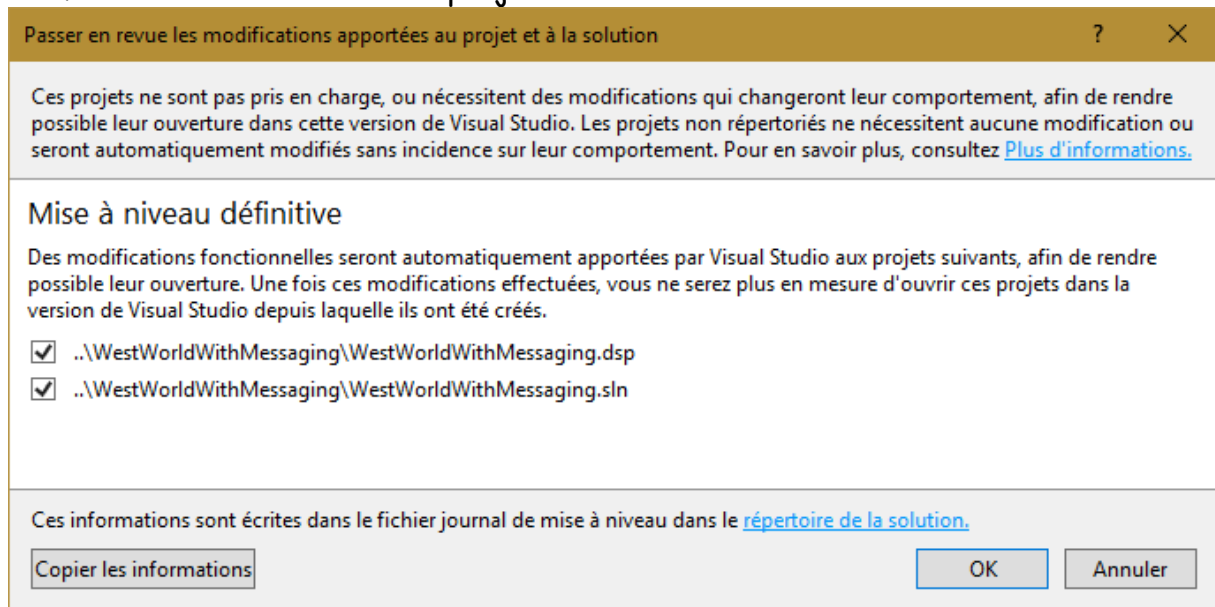 Passer en revue les modifications apportées au projet et à la solution
Ces projets ne sont pas pris en charge, ou nécessitent des modifications qui changeront leur comportement, afin de rendre
possible leur ouverture dans cette version de Visual Studio. Les projets non répertoriés ne nécessitent aucune modification ou
seront automatiquement modifiés sans incidence sur leur comportement. Pour en savoir plus, consultez Plus d'informations.
Mise à niveau définitive
Des modifications fonctionnelles seront automatiquement apportées par Visual Studio aux projets suivants, afin de rendre
possible leur ouverture. Une fois ces modifications effectuées, vous ne serez plus en mesure d'ouvrir ces projets dans la
version de Visual Studio depuis laquelle ils ont été créés.
..\WestWorldWithMessaging\WestWorldWithMessaging.dsp
..\WestWorldWithMessaging\WestWorldWithMessaging.sln
Ces informations sont écrites dans le fichier journal de mise à niveau dans le répertoire de la solution.
Copier les informations
OK
Annuler